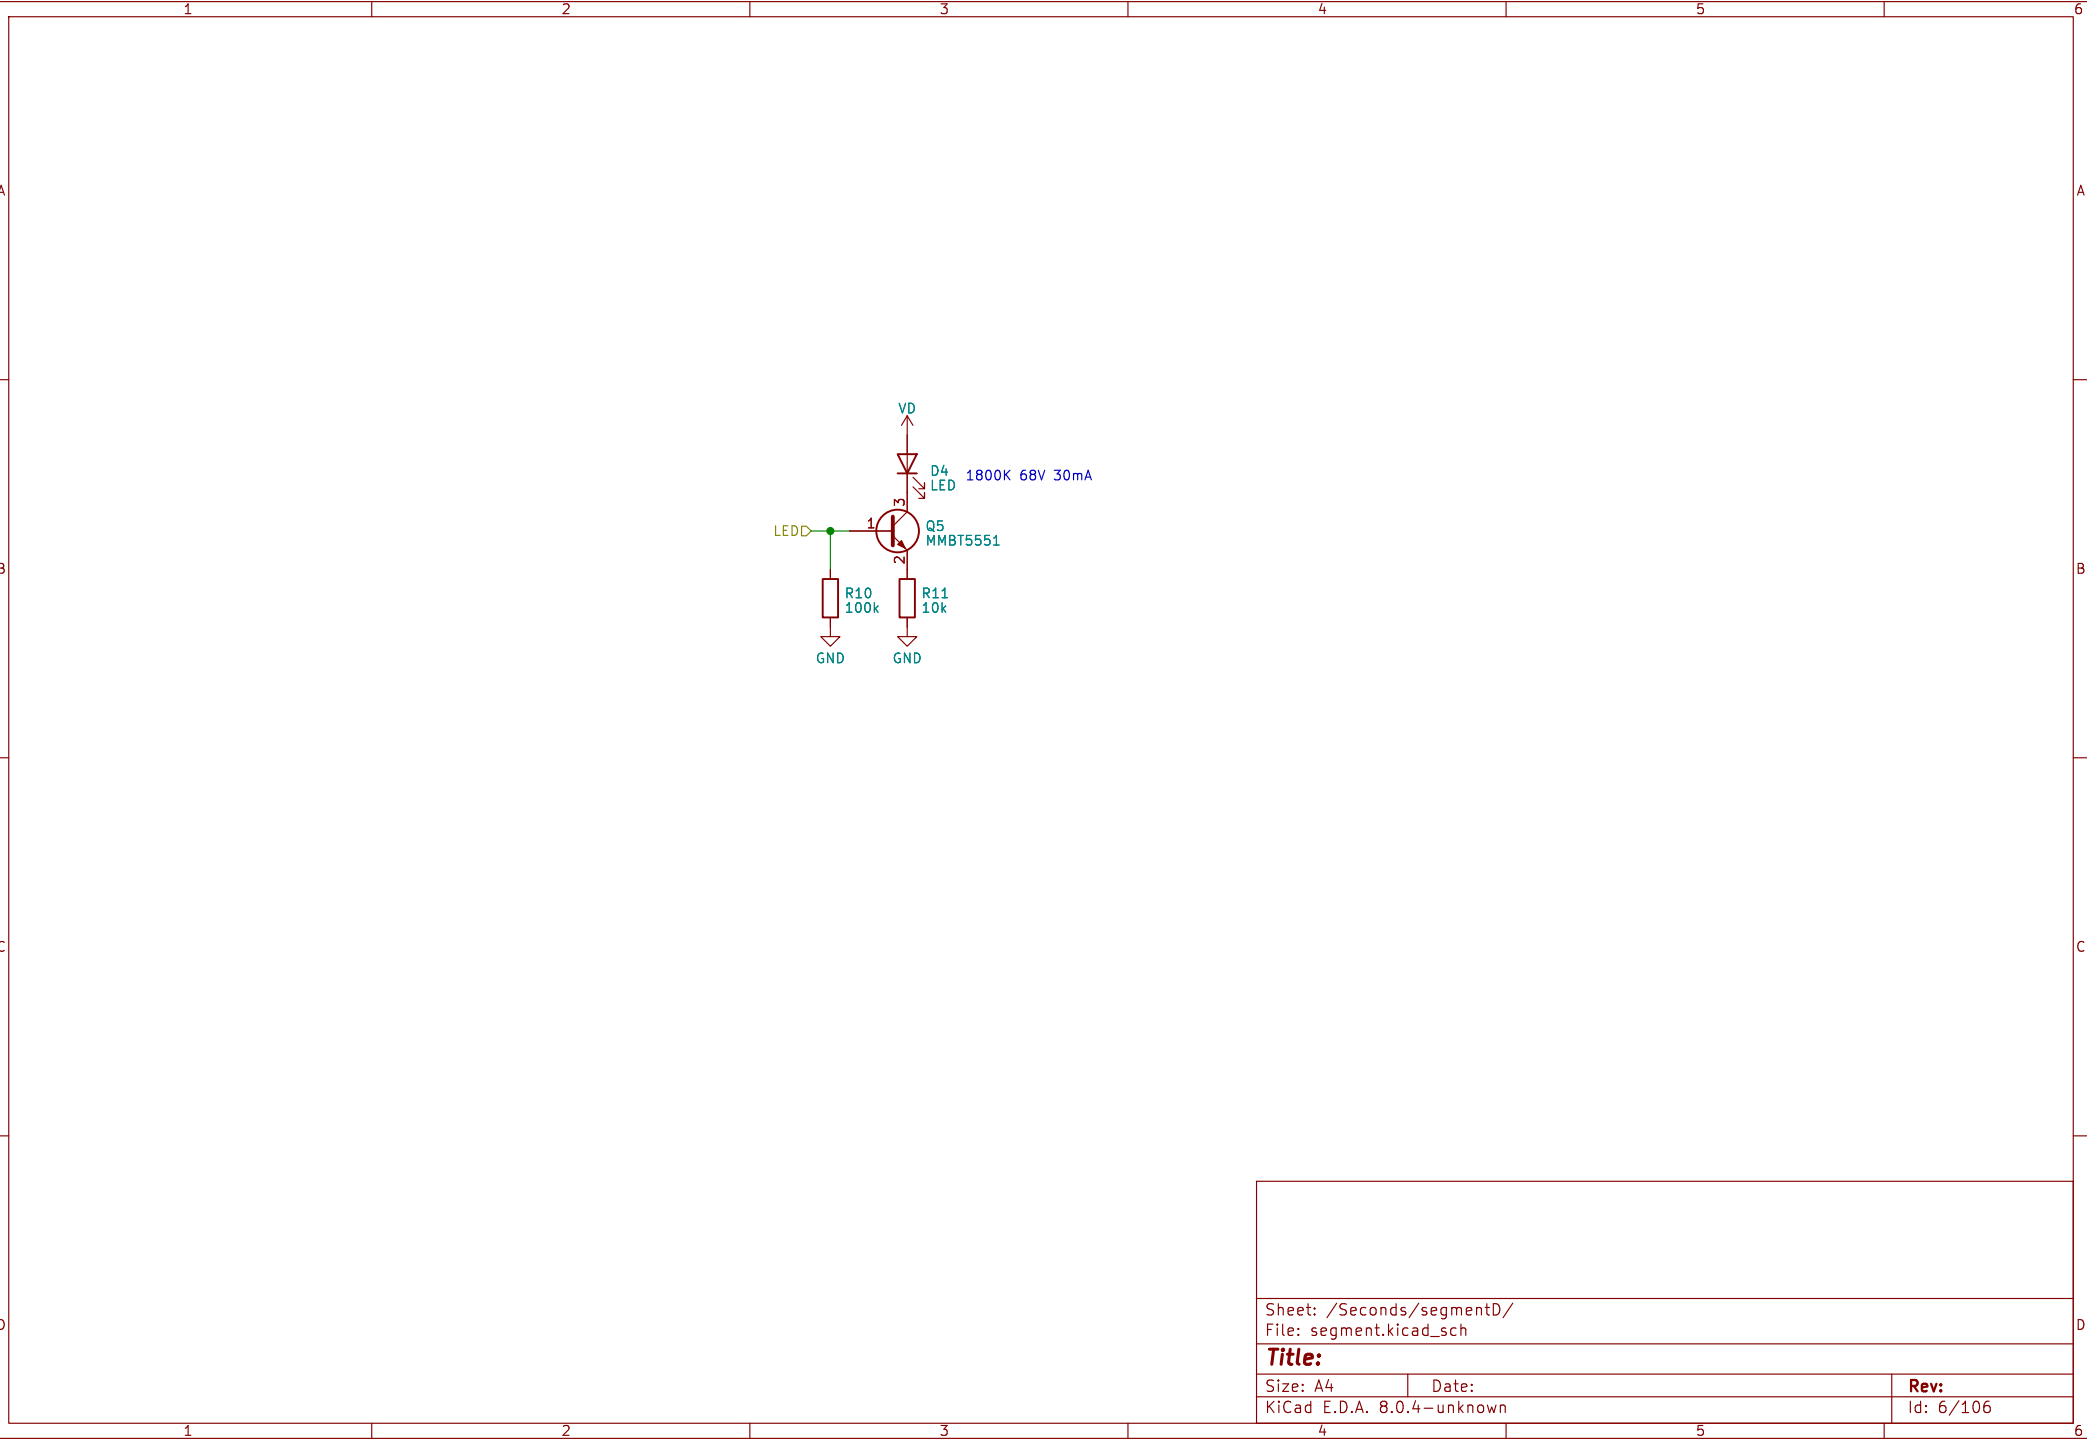 1 2 3 4 5 6
A A
VD
D4
LED
1800K 68V 30mA
3
LED
1
Q5
MMBT5551
2
B B
R10
100k
R11
10k
GND GND
C C
Sheet: /Seconds/segmentD/
File: segment.kicad_sch
D D
Title:
Size: A4 Date: Rev:
KiCad E.D.A. 8.0.4-unknown Id: 6/106
1 2 3 4 5 6